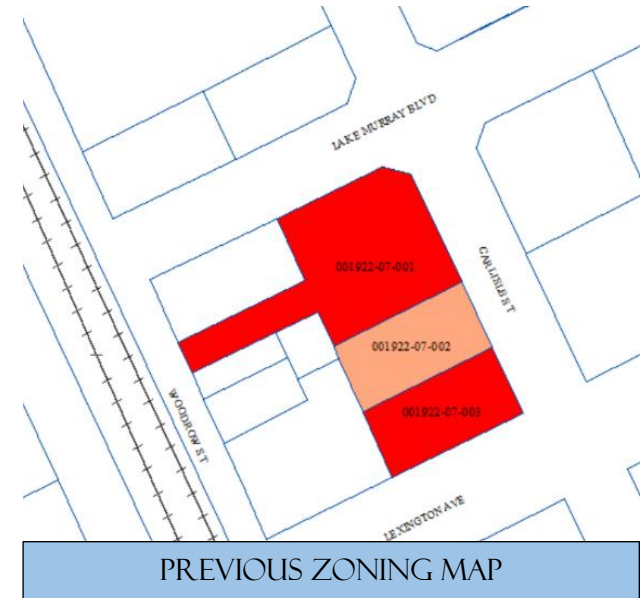 LAKE MURRAY BLVD
001922-07-001
CARLISLE ST
001922-07-002
001922-07-003
WOODROW ST
LEXINGTON AVE
PREVIOUS ZONING MAP